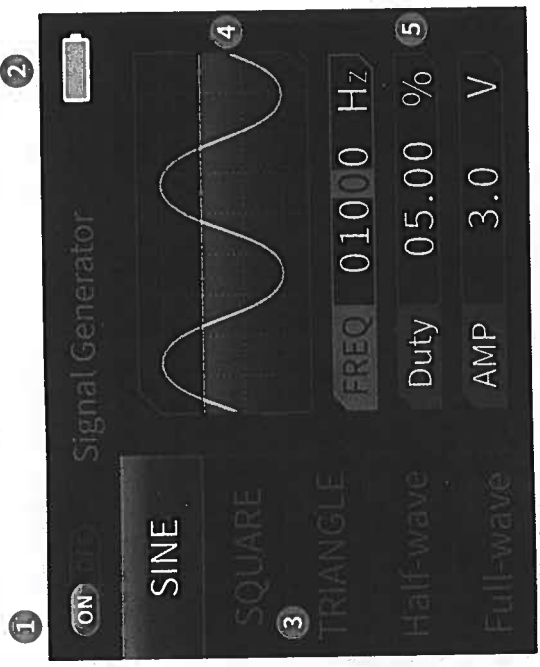 1
2
ON
Signal Generator
SINE
SQUARE
3
TRIANGLE
Half-wave
Full-wave
4
FREQ 01000 Hz
5
Duty 05.00 %
AMP 3.0 V